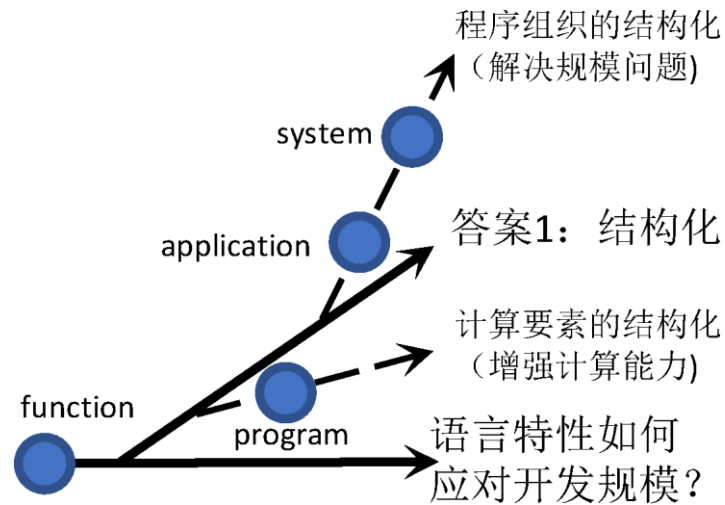 程序组织的结构化
（解决规模问题)
system
答案1：结构化
application
计算要素的结构化
（增强计算能力)
function
program
语言特性如何
应对开发规模？